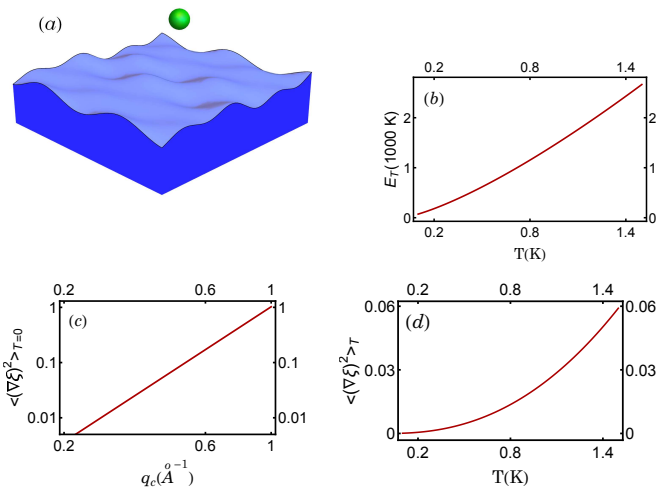 (a)
0.2 0.8 1.4
(b)
E_T(1000 K)
2 2
1 1
0 0
0.2 0.8 1.4
T(K)
0.2 0.6 1
(c)
<(∇ξ)²>_{T=0}
1 1
0.1 0.1
0.01 0.01
0.2 0.6 1
q_c(Å⁻¹)
0.2 0.8 1.4
(d)
<(∇ξ)²>_T
0.06 0.06
0.03 0.03
0 0
0.2 0.8 1.4
T(K)